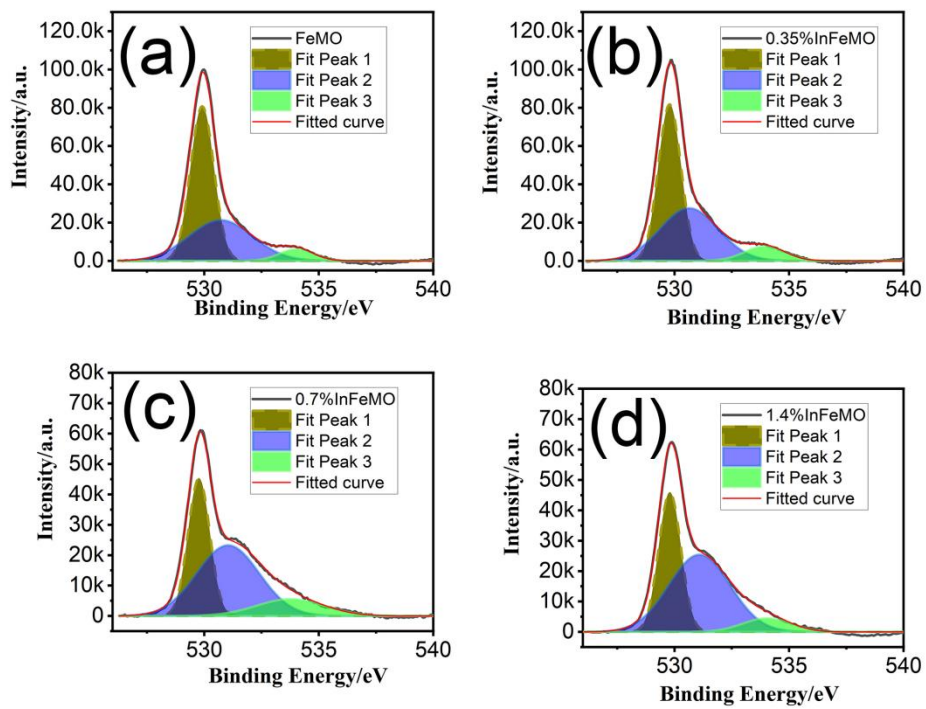 (a)
FeMO
Fit Peak 1
Fit Peak 2
Fit Peak 3
Fitted curve
120.0k
100.0k
80.0k
60.0k
40.0k
20.0k
0.0
530
535
540
Intensity/a.u.
Binding Energy/eV
(b)
0.35%InFeMO
Fit Peak 1
Fit Peak 2
Fit Peak 3
Fitted curve
120.0k
100.0k
80.0k
60.0k
40.0k
20.0k
0.0
530
535
540
Intensity/a.u.
Binding Energy/eV
(c)
0.7%InFeMO
Fit Peak 1
Fit Peak 2
Fit Peak 3
Fitted curve
80k
70k
60k
50k
40k
30k
20k
10k
0
530
535
540
Intensity/a.u.
Binding Energy/eV
(d)
1.4%InFeMO
Fit Peak 1
Fit Peak 2
Fit Peak 3
Fitted curve
80k
70k
60k
50k
40k
30k
20k
10k
0
530
535
540
Intensity/a.u.
Binding Energy/eV